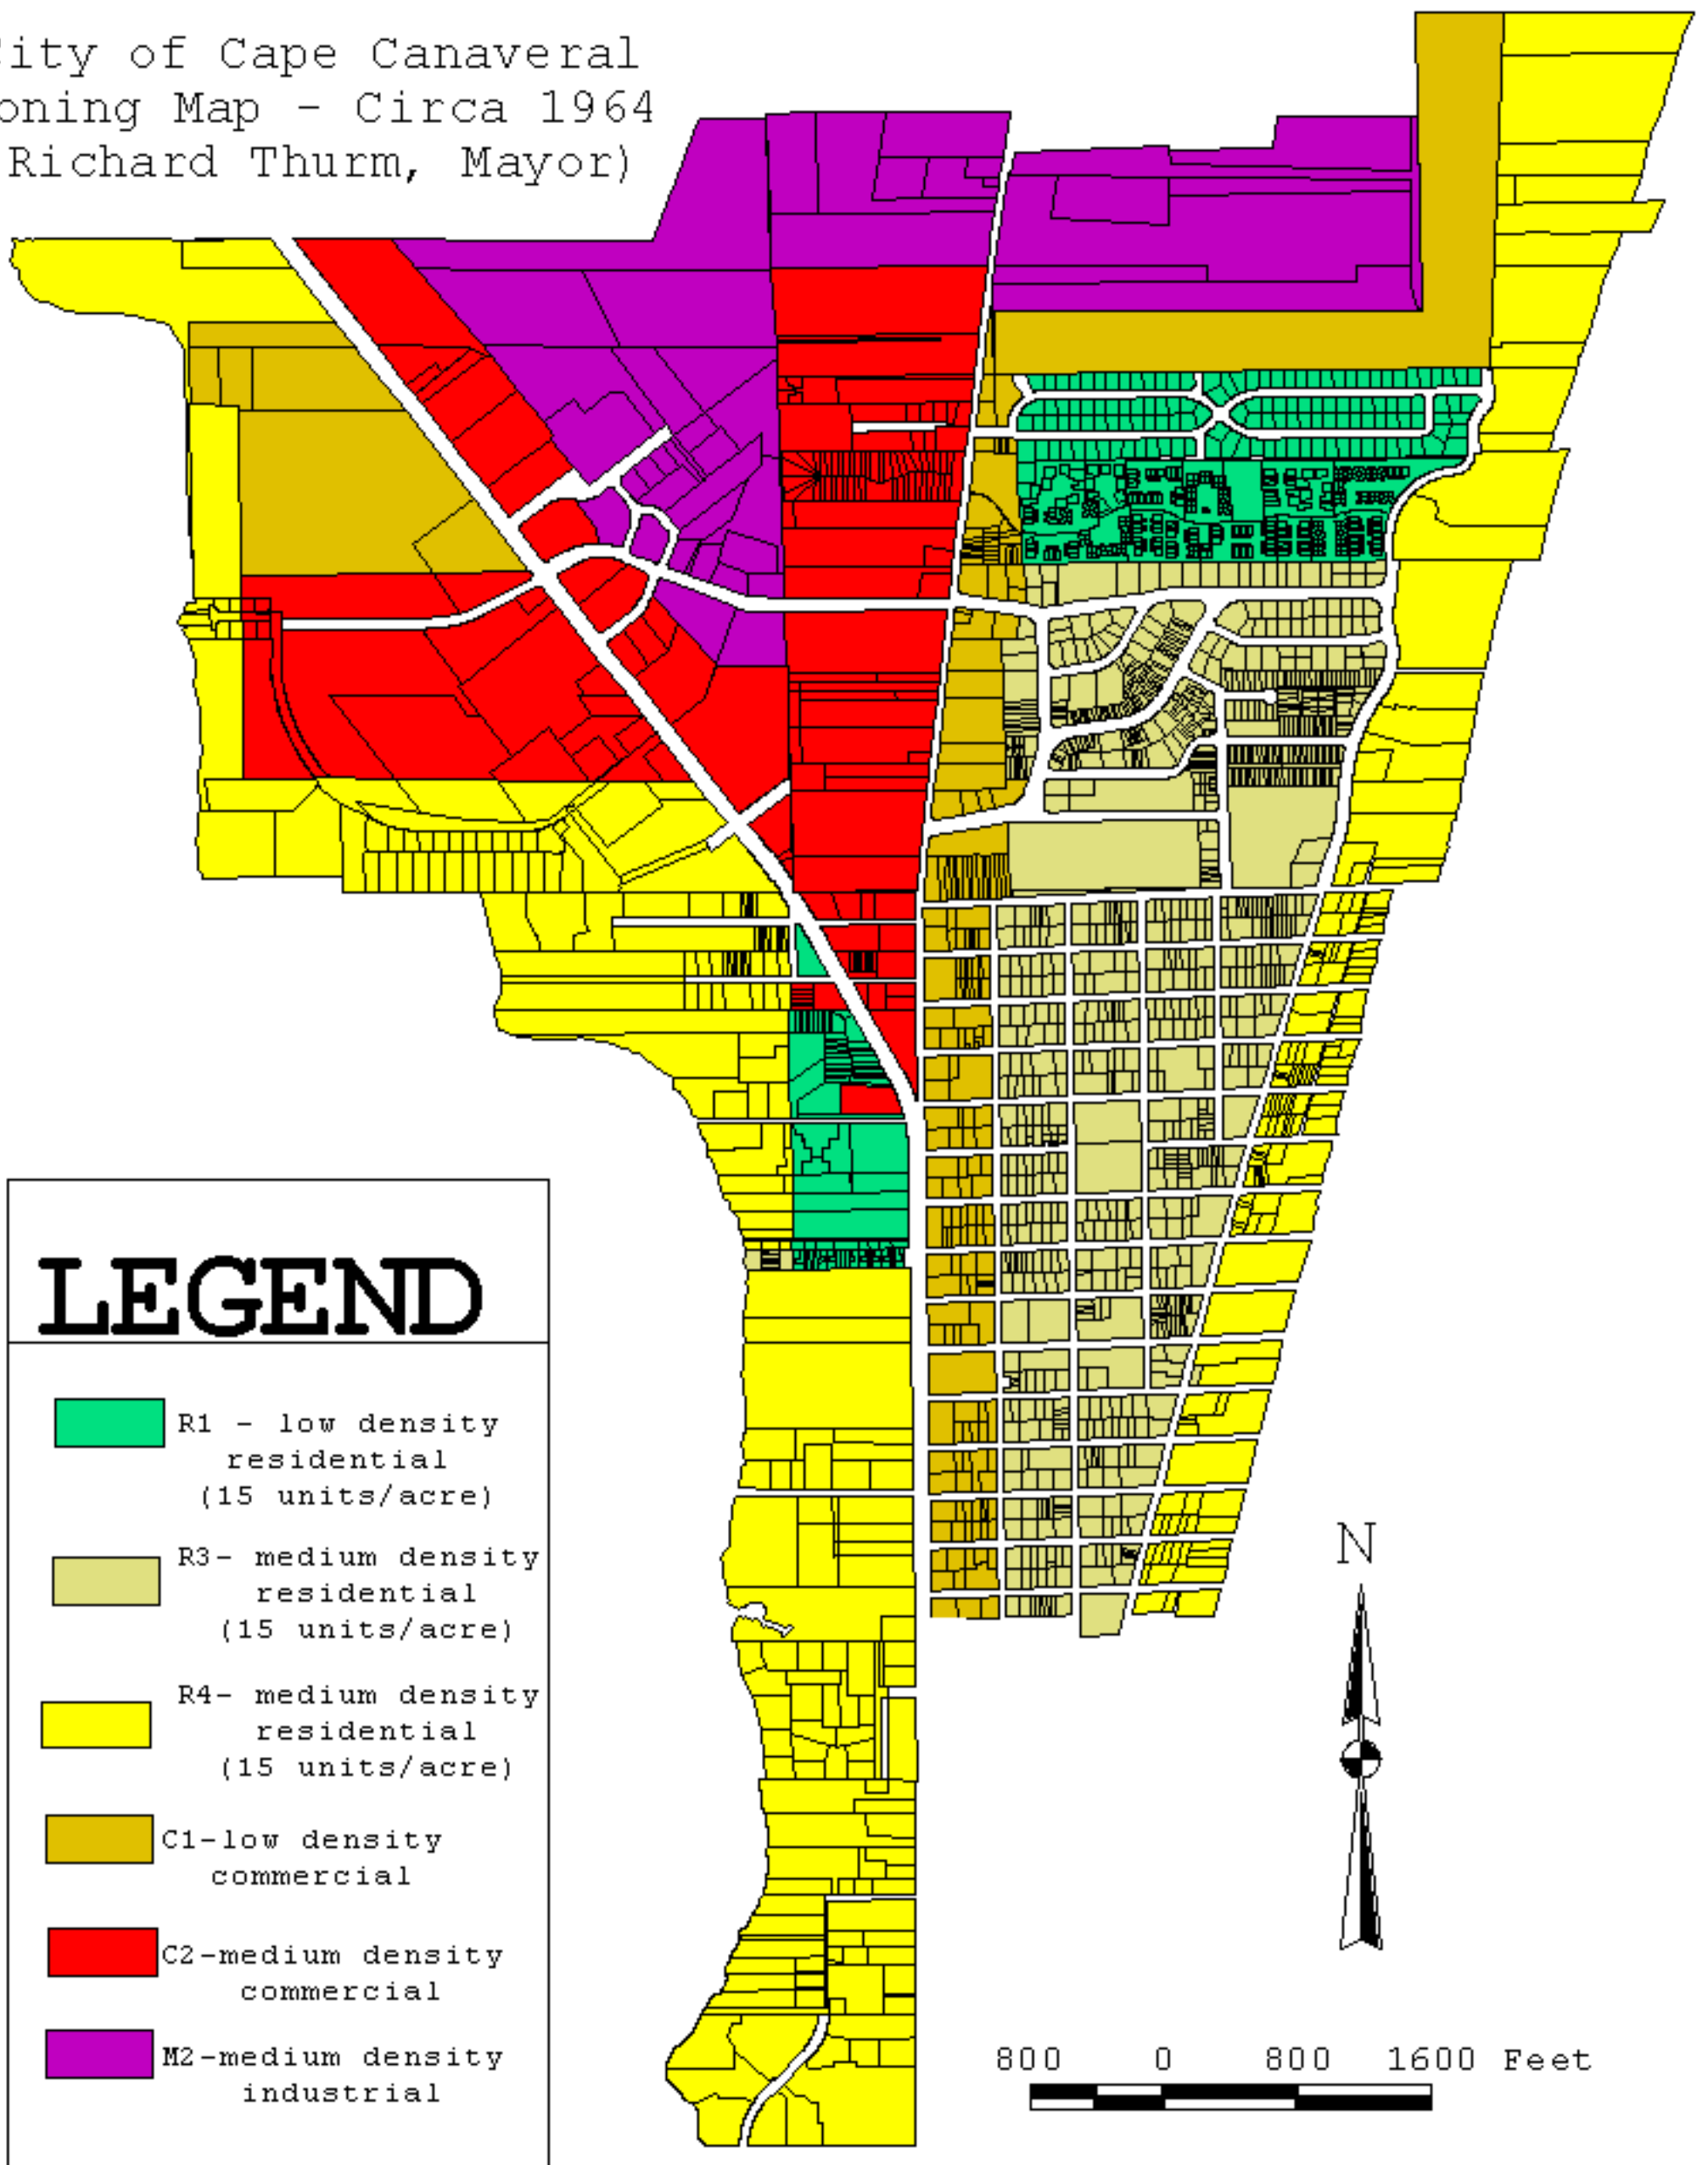 City of Cape Canaveral
oning Map - Circa 1964
Richard Thurm, Mayor)
LEGEND
R1 - low density
residential
(15 units/acre)
R3- medium density
residential
(15 units/acre)
R4- medium density
residential
(15 units/acre)
C1-low density
commercial
C2-medium density
commercial
M2-medium density
industrial
N
800 0 800 1600 Feet